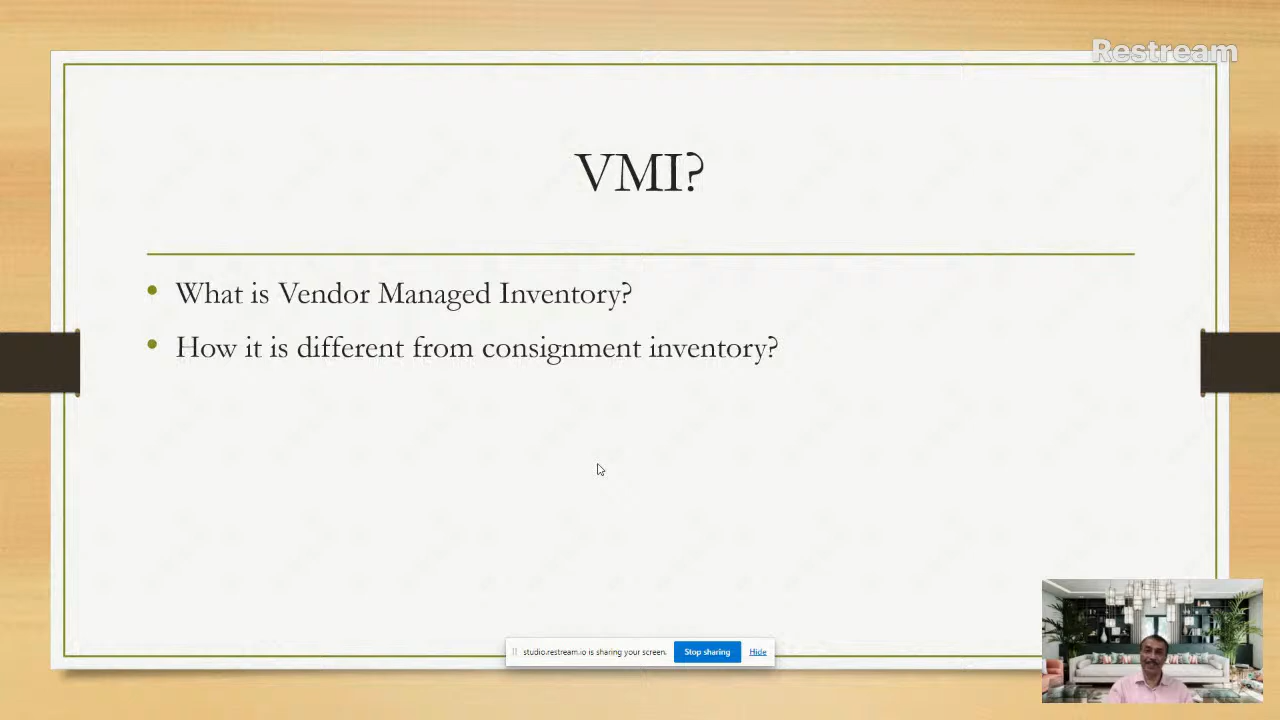 Restream
VMI?
• What is Vendor Managed Inventory?
• How it is different from consignment inventory?
studio.restream.io is sharing your screen. Stop sharing Hide